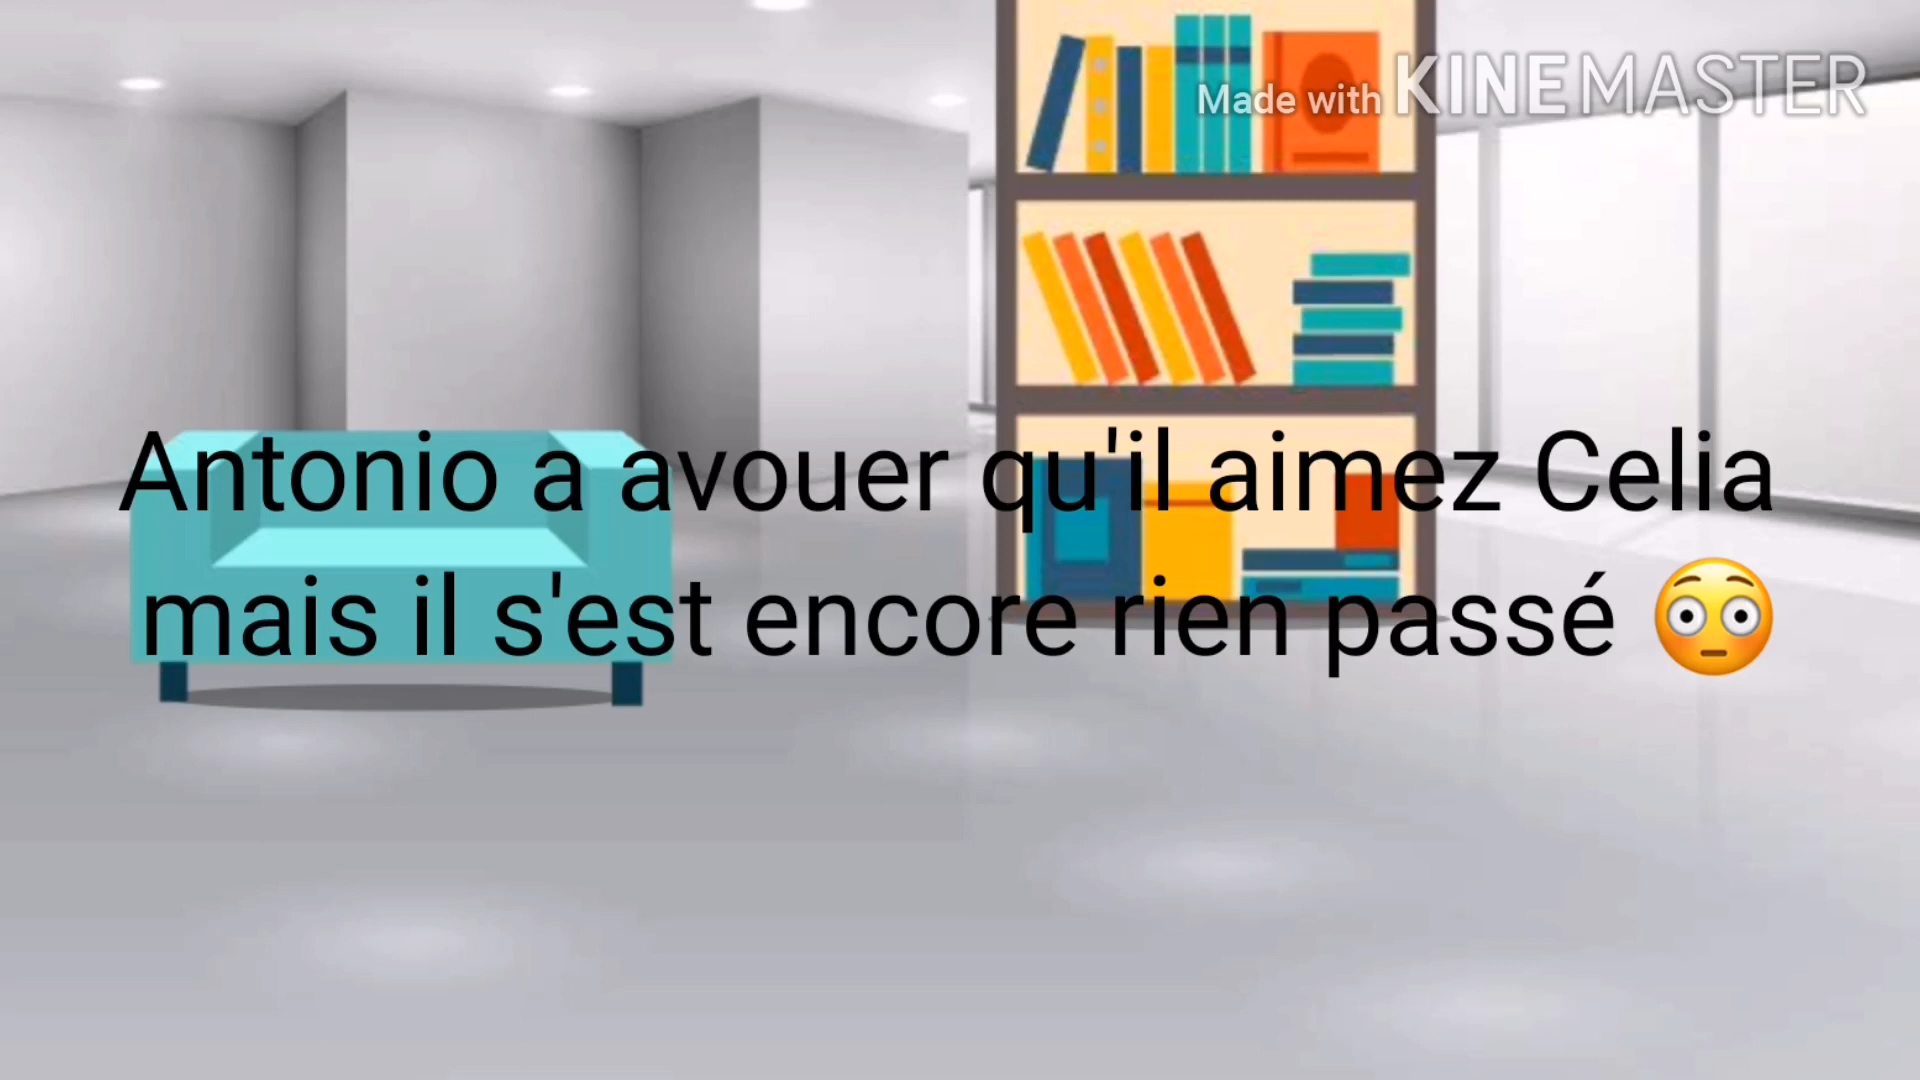 Made with KINEMASTER
Antonio a avouer qu'il aimez Celia
mais il s'est encore rien passé 😳